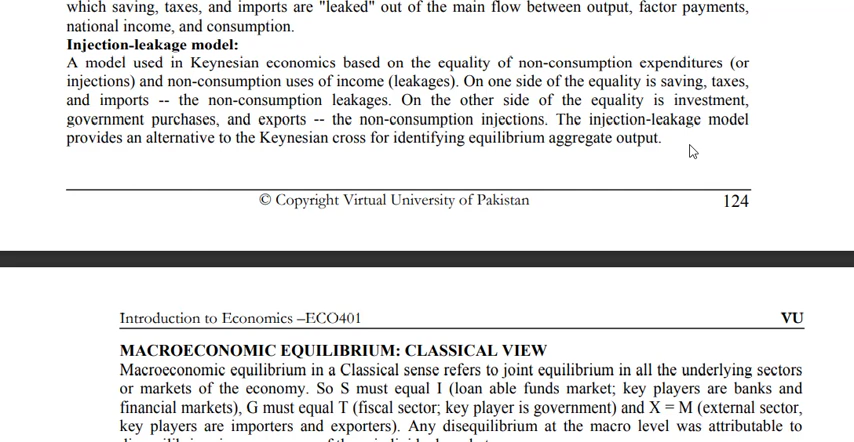 which saving, taxes, and imports are "leaked" out of the main flow between output, factor payments,
national income, and consumption.
Injection-leakage model:
A model used in Keynesian economics based on the equality of non-consumption expenditures (or
injections) and non-consumption uses of income (leakages). On one side of the equality is saving, taxes,
and imports -- the non-consumption leakages. On the other side of the equality is investment,
government purchases, and exports -- the non-consumption injections. The injection-leakage model
provides an alternative to the Keynesian cross for identifying equilibrium aggregate output.
© Copyright Virtual University of Pakistan 124
Introduction to Economics –ECO401 VU
MACROECONOMIC EQUILIBRIUM: CLASSICAL VIEW
Macroeconomic equilibrium in a Classical sense refers to joint equilibrium in all the underlying sectors
or markets of the economy. So S must equal I (loan able funds market; key players are banks and
financial markets), G must equal T (fiscal sector; key player is government) and X = M (external sector,
key players are importers and exporters). Any disequilibrium at the macro level was attributable to